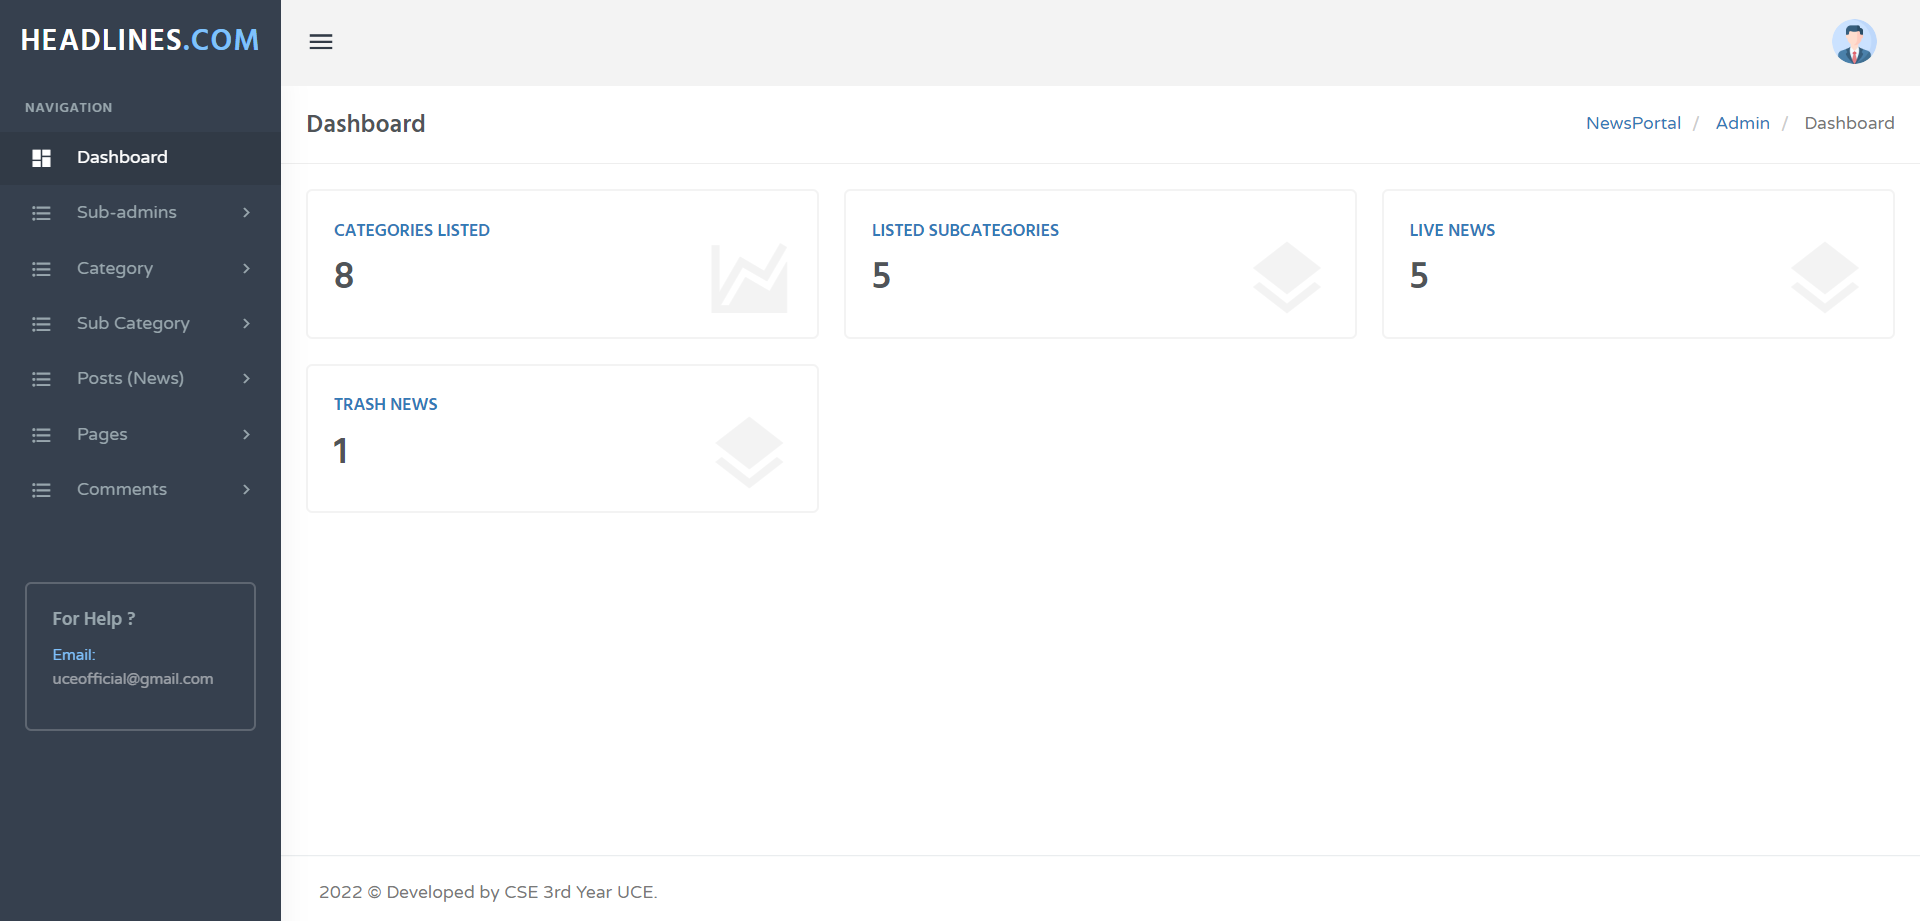 HEADLINES.COM
NAVIGATION
Dashboard
Sub-admins
Category
Sub Category
Posts (News)
Pages
Comments
For Help ?
Email:
uceofficial@gmail.com
Dashboard
NewsPortal / Admin / Dashboard
CATEGORIES LISTED
8
LISTED SUBCATEGORIES
5
LIVE NEWS
5
TRASH NEWS
1
2022 © Developed by CSE 3rd Year UCE.